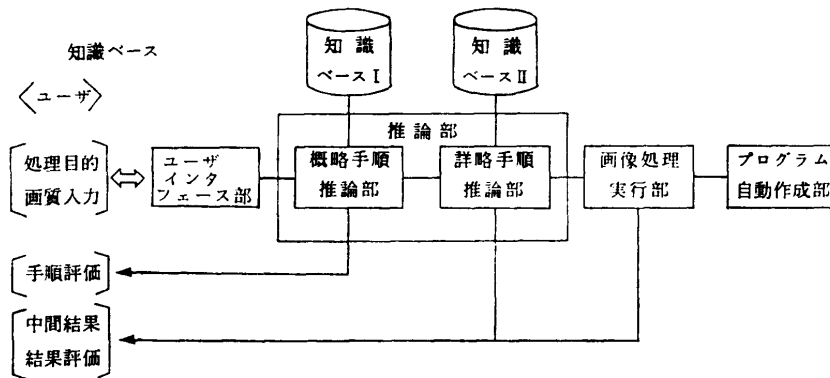 知識ベース
〈ユーザ〉
知識
ベースⅠ
知識
ベースⅡ
推論部
処理目的
画質入力
ユーザ
インタ
フェース部
概略手順
推論部
詳略手順
推論部
画像処理
実行部
プログラム
自動作成部
手順評価
中間結果
結果評価